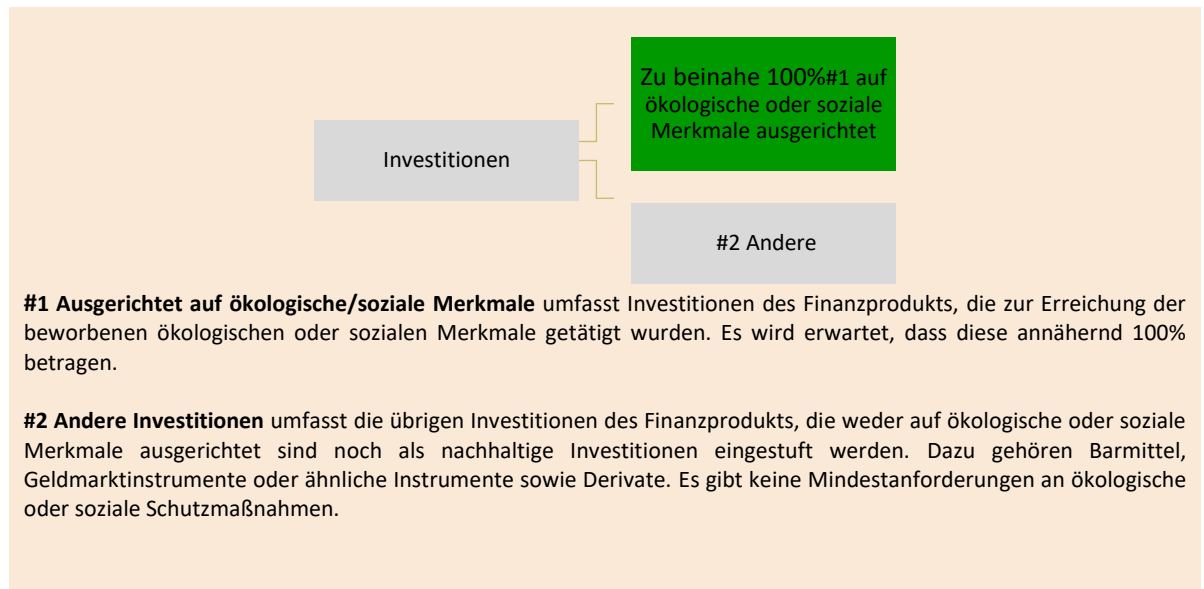 Zu beinahe 100%#1 auf
ökologische oder soziale
Merkmale ausgerichtet
Investitionen
#2 Andere
#1 Ausgerichtet auf ökologische/soziale Merkmale umfasst Investitionen des Finanzprodukts, die zur Erreichung der
beworbenen ökologischen oder sozialen Merkmale getätigt wurden. Es wird erwartet, dass diese annähernd 100%
betragen.
#2 Andere Investitionen umfasst die übrigen Investitionen des Finanzprodukts, die weder auf ökologische oder soziale
Merkmale ausgerichtet sind noch als nachhaltige Investitionen eingestuft werden. Dazu gehören Barmittel,
Geldmarktinstrumente oder ähnliche Instrumente sowie Derivate. Es gibt keine Mindestanforderungen an ökologische
oder soziale Schutzmaßnahmen.